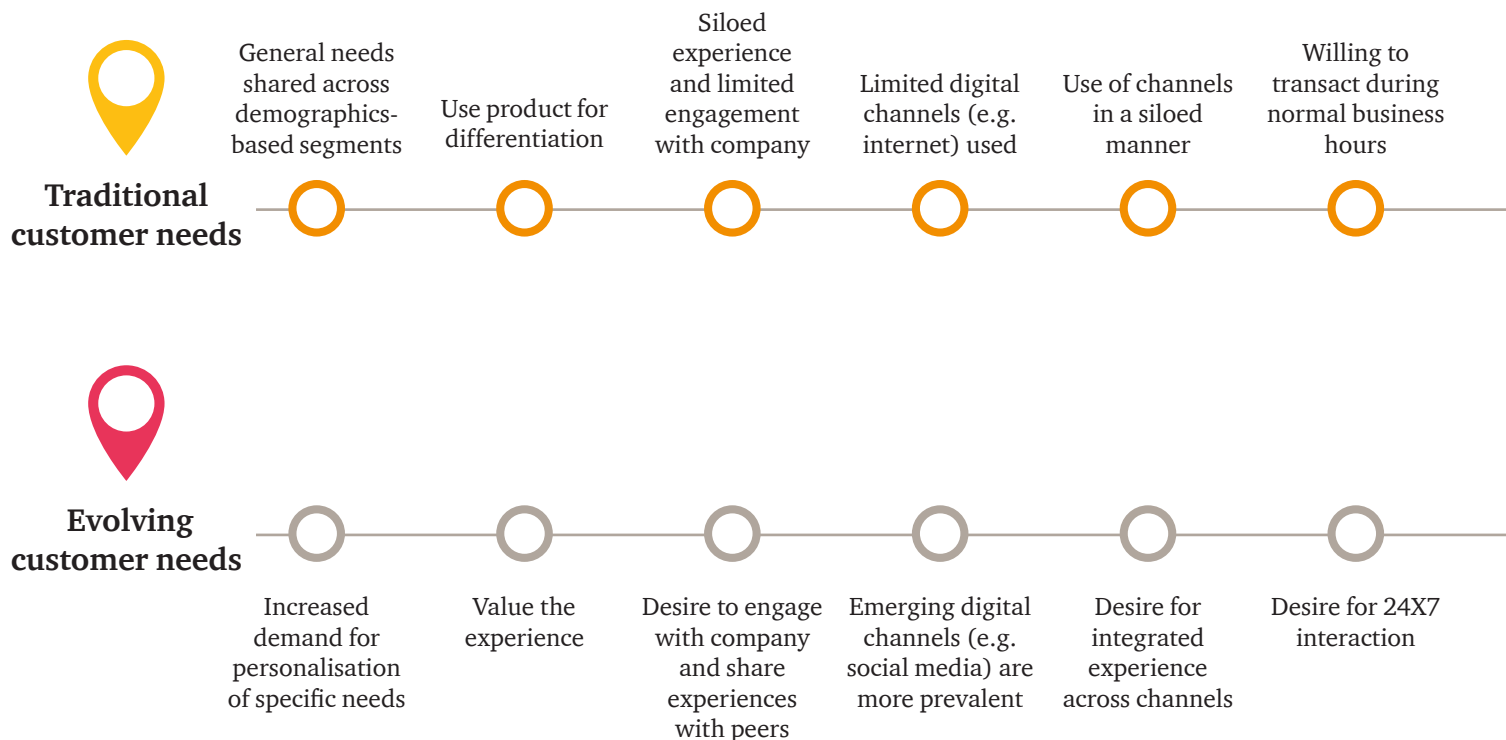 General needs
shared across
demographics-
based segments
Use product for
differentiation
Siloed
experience
and limited
engagement
with company
Limited digital
channels (e.g.
internet) used
Use of channels
in a siloed
manner
Willing to
transact during
normal business
hours
Traditional
customer needs
Evolving
customer needs
Increased
demand for
personalisation
of specific needs
Value the
experience
Desire to engage
with company
and share
experiences
with peers
Emerging digital
channels (e.g.
social media) are
more prevalent
Desire for
integrated
experience
across channels
Desire for 24X7
interaction